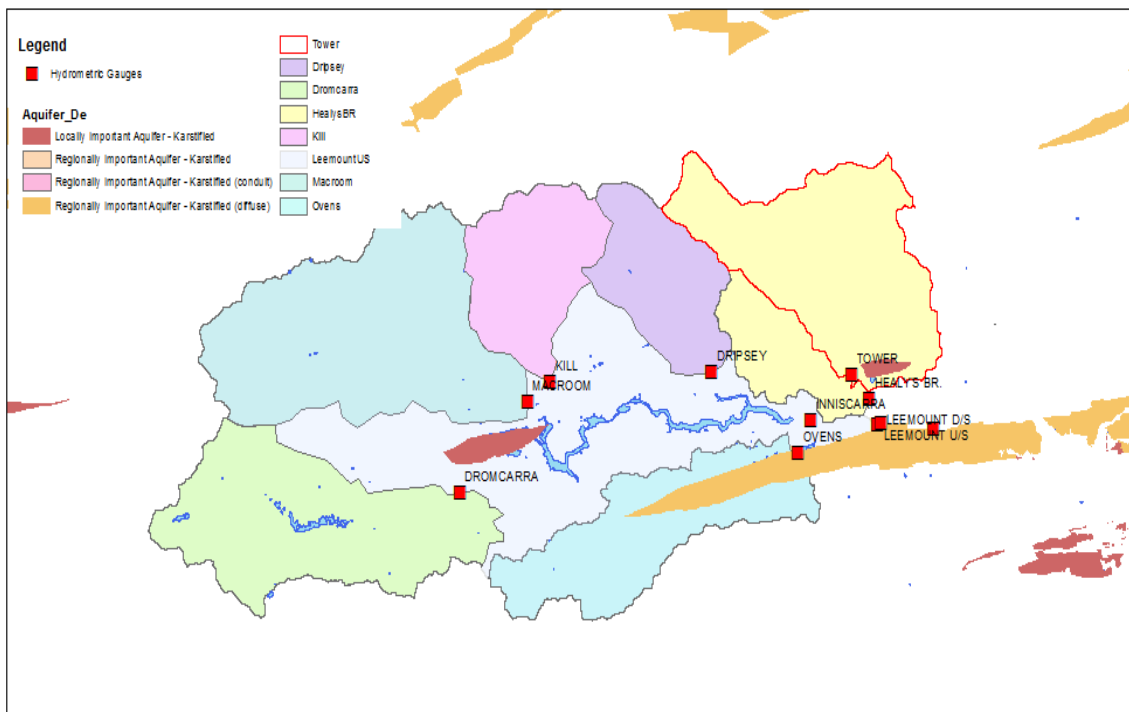 Legend
Hydrometric Gauges
Aquifer_De
Locally Important Aquifer - Karstified
Regionally Important Aquifer - Karstified
Regionally Important Aquifer - Karstified (conduit)
Regionally Important Aquifer - Karstified (diffuse)
Tower
Dripsey
Dromcarra
HealysBR
Kill
LeemountUS
Macroom
Ovens
DRIPSEY
TOWER
KILL
MACROOM
HEALYS BR.
INNISCARRA
LEEMOUNT D/S
LEEMOUNT U/S
OVENS
DROMCARRA